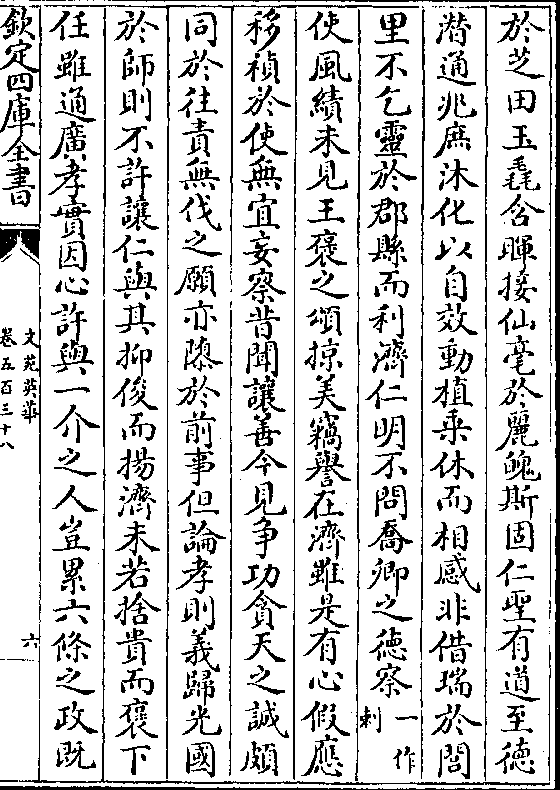 於芝田玉毳含暉接仙毫於麗魄斯固仁聖有道至德
潜通兆庶沐化以自效動植乗休而相感非借瑞於閭
里不乞靈於郡縣而利濟仁明不問喬卿之德察一作刺
使風績未見王褒之頌掠美竊譽在濟雖是有心假應
移禎於使無宜妄察昔聞讓善今見争功貪天之誠頗
同於往責無伐之願亦隳於前事但論孝則義歸光國
於師則不許讓仁與其抑俊而揚濟未若捨貴而褒下
任雖通廣孝實因心許與一介之人豈累六條之政既
欽定四庫全書
文苑英華
卷五百三十八
六